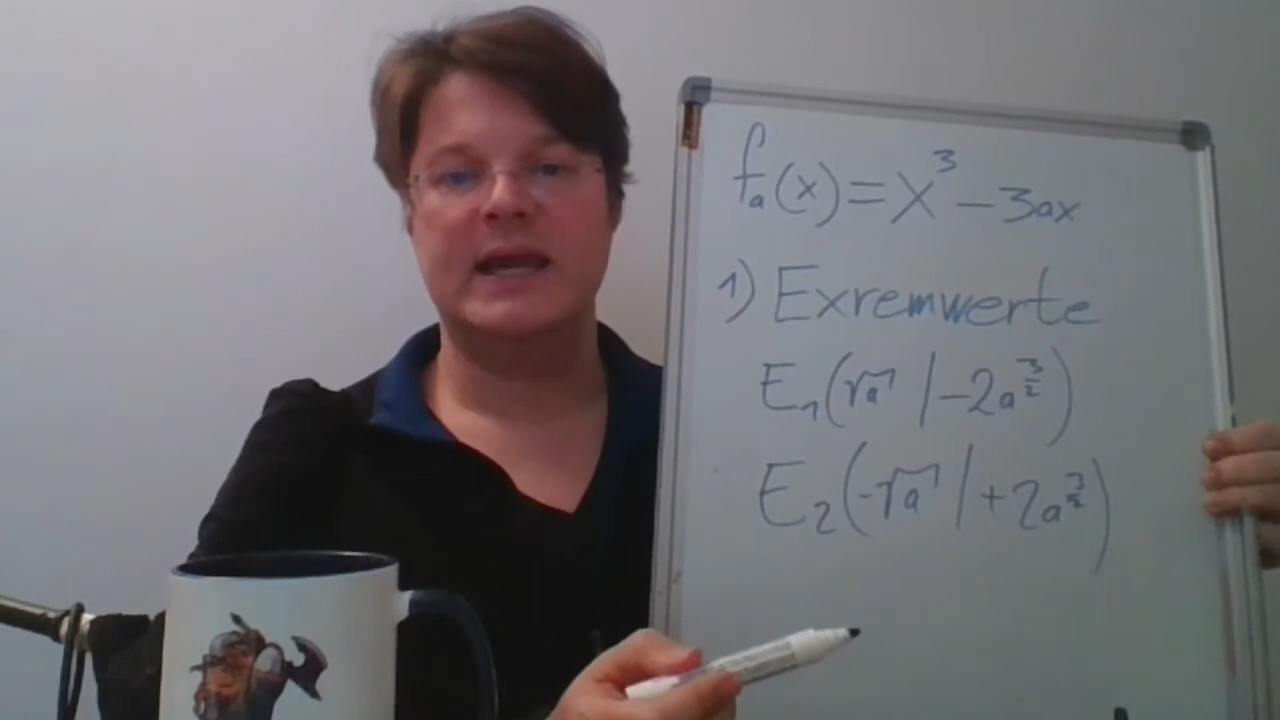 fₐ(x)=x³-3ax
1) Exremwerte
E₁(√a | -2a^(3/2))
E₂(-√a | +2a^(3/2))